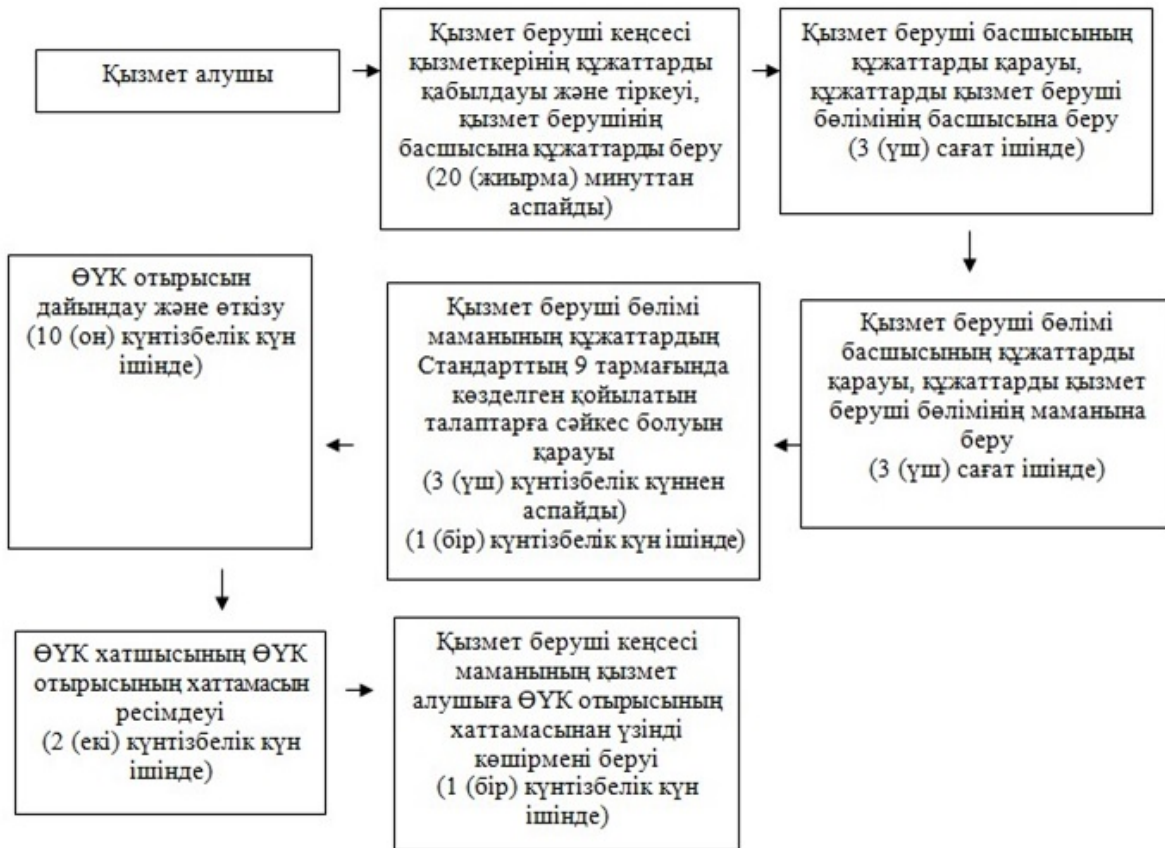 Қызмет алушы
Қызмет беруші кеңсесі
қызметкерінің құжаттарды
қабылдауы және тіркеуі,
қызмет берушінің
басшысына құжаттарды беру
(20 (жиырма) минуттан
аспайды)
Қызмет беруші басшысының
құжаттарды қарауы,
құжаттарды қызмет беруші
бөлімінің басшысына беру
(3 (үш) сағат ішінде)
Қызмет беруші бөлімі
басшысының құжаттарды
қарауы, құжаттарды қызмет
беруші бөлімінің маманына
беру
(3 (үш) сағат ішінде)
Қызмет беруші бөлімі
маманының құжаттардың
Стандарттың 9 тармағында
көзделген қойылатын
талаптарға сәйкес болуын
қарауы
(3 (үш) күнтізбелік күннен
аспайды)
(1 (бір) күнтізбелік күн ішінде)
ӨҮК отырысын
дайындау және өткізу
(10 (он) күнтізбелік күн
ішінде)
ӨҮК хатшысының ӨҮК
отырысының хаттамасын
ресімдеуі
(2 (екі) күнтізбелік күн
ішінде)
Қызмет беруші кеңсесі
маманының қызмет
алушыға ӨҮК отырысының
хаттамасынан үзінді
көшірмені беруі
(1 (бір) күнтізбелік күн
ішінде)